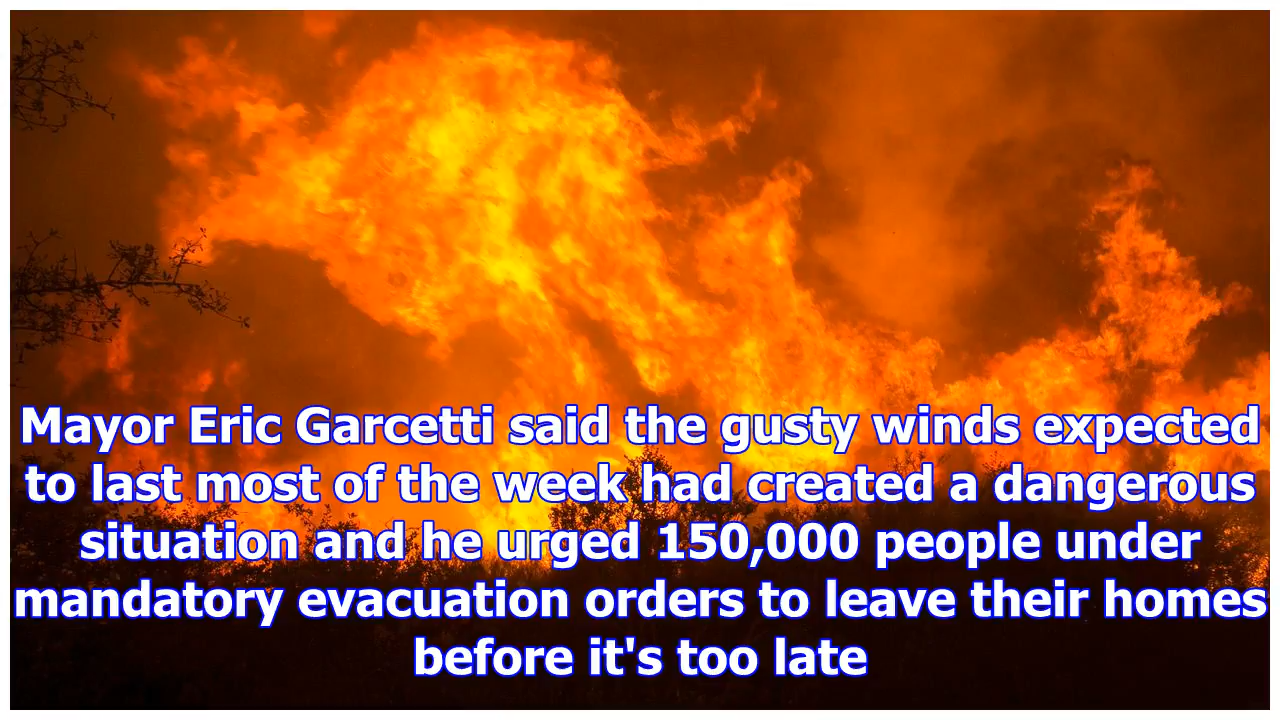 Mayor Eric Garcetti said the gusty winds expected
to last most of the week had created a dangerous
situation and he urged 150,000 people under
mandatory evacuation orders to leave their homes
before it's too late